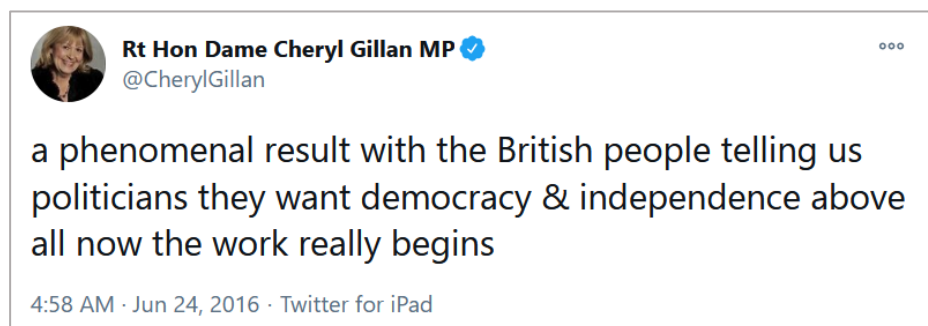 Rt Hon Dame Cheryl Gillan MP
@CherylGillan
a phenomenal result with the British people telling us
politicians they want democracy & independence above
all now the work really begins
4:58 AM · Jun 24, 2016 · Twitter for iPad